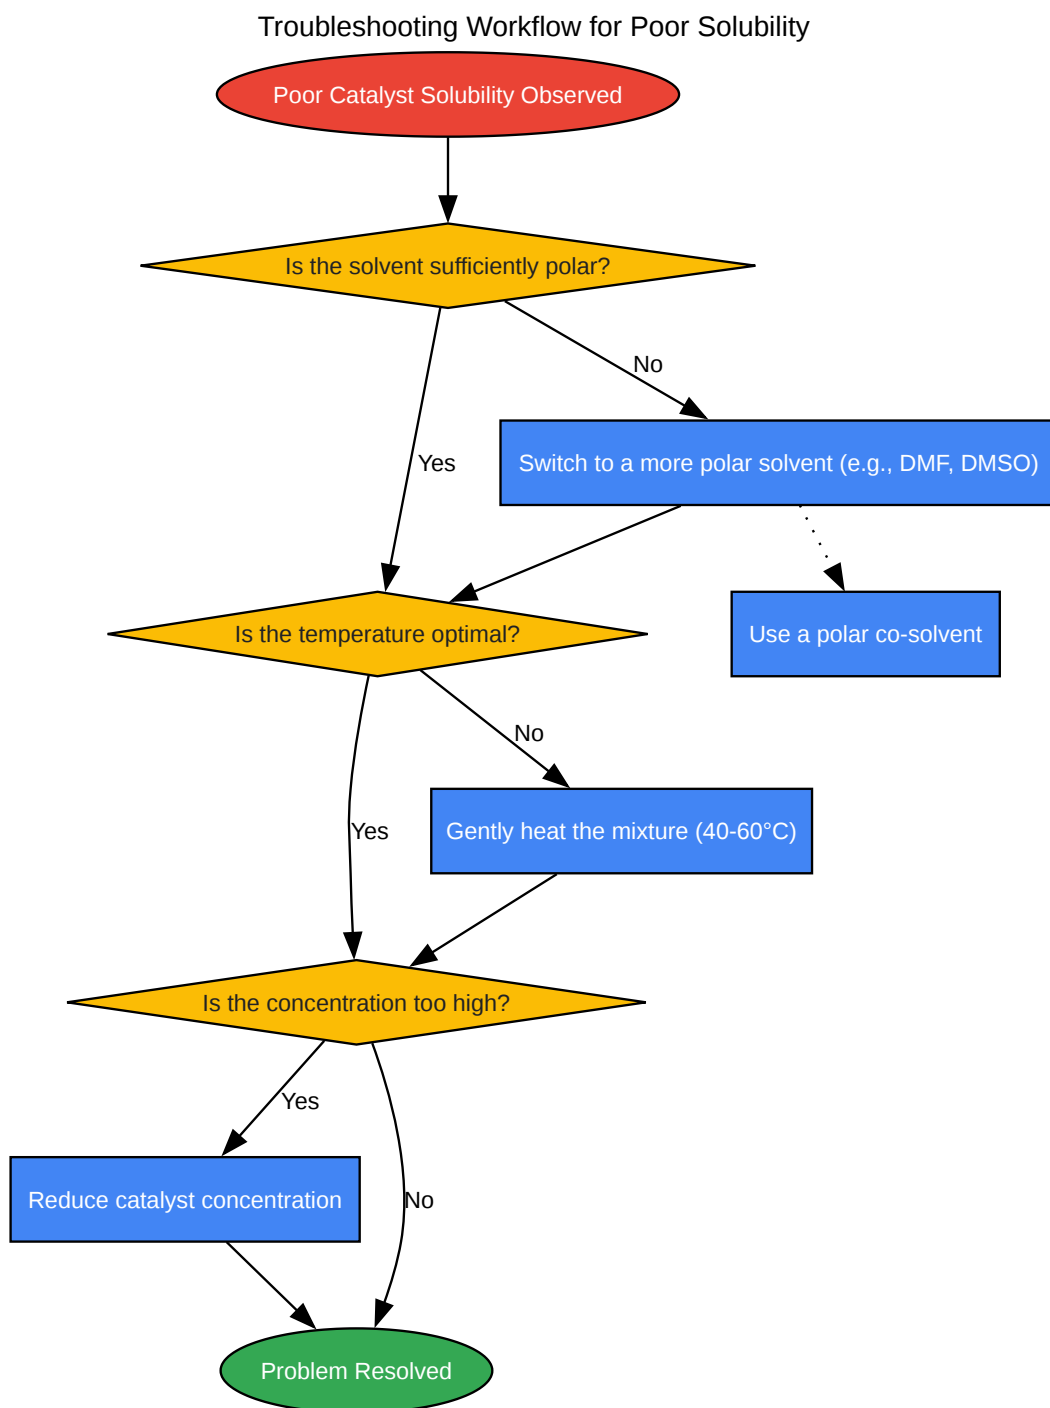 Troubleshooting Workflow for Poor Solubility
Poor Catalyst Solubility Observed
Is the solvent sufficiently polar?
No
Yes
Switch to a more polar solvent (e.g., DMF, DMSO)
Is the temperature optimal?
Use a polar co-solvent
No
Yes
Gently heat the mixture (40-60°C)
Is the concentration too high?
Yes
No
Reduce catalyst concentration
Problem Resolved